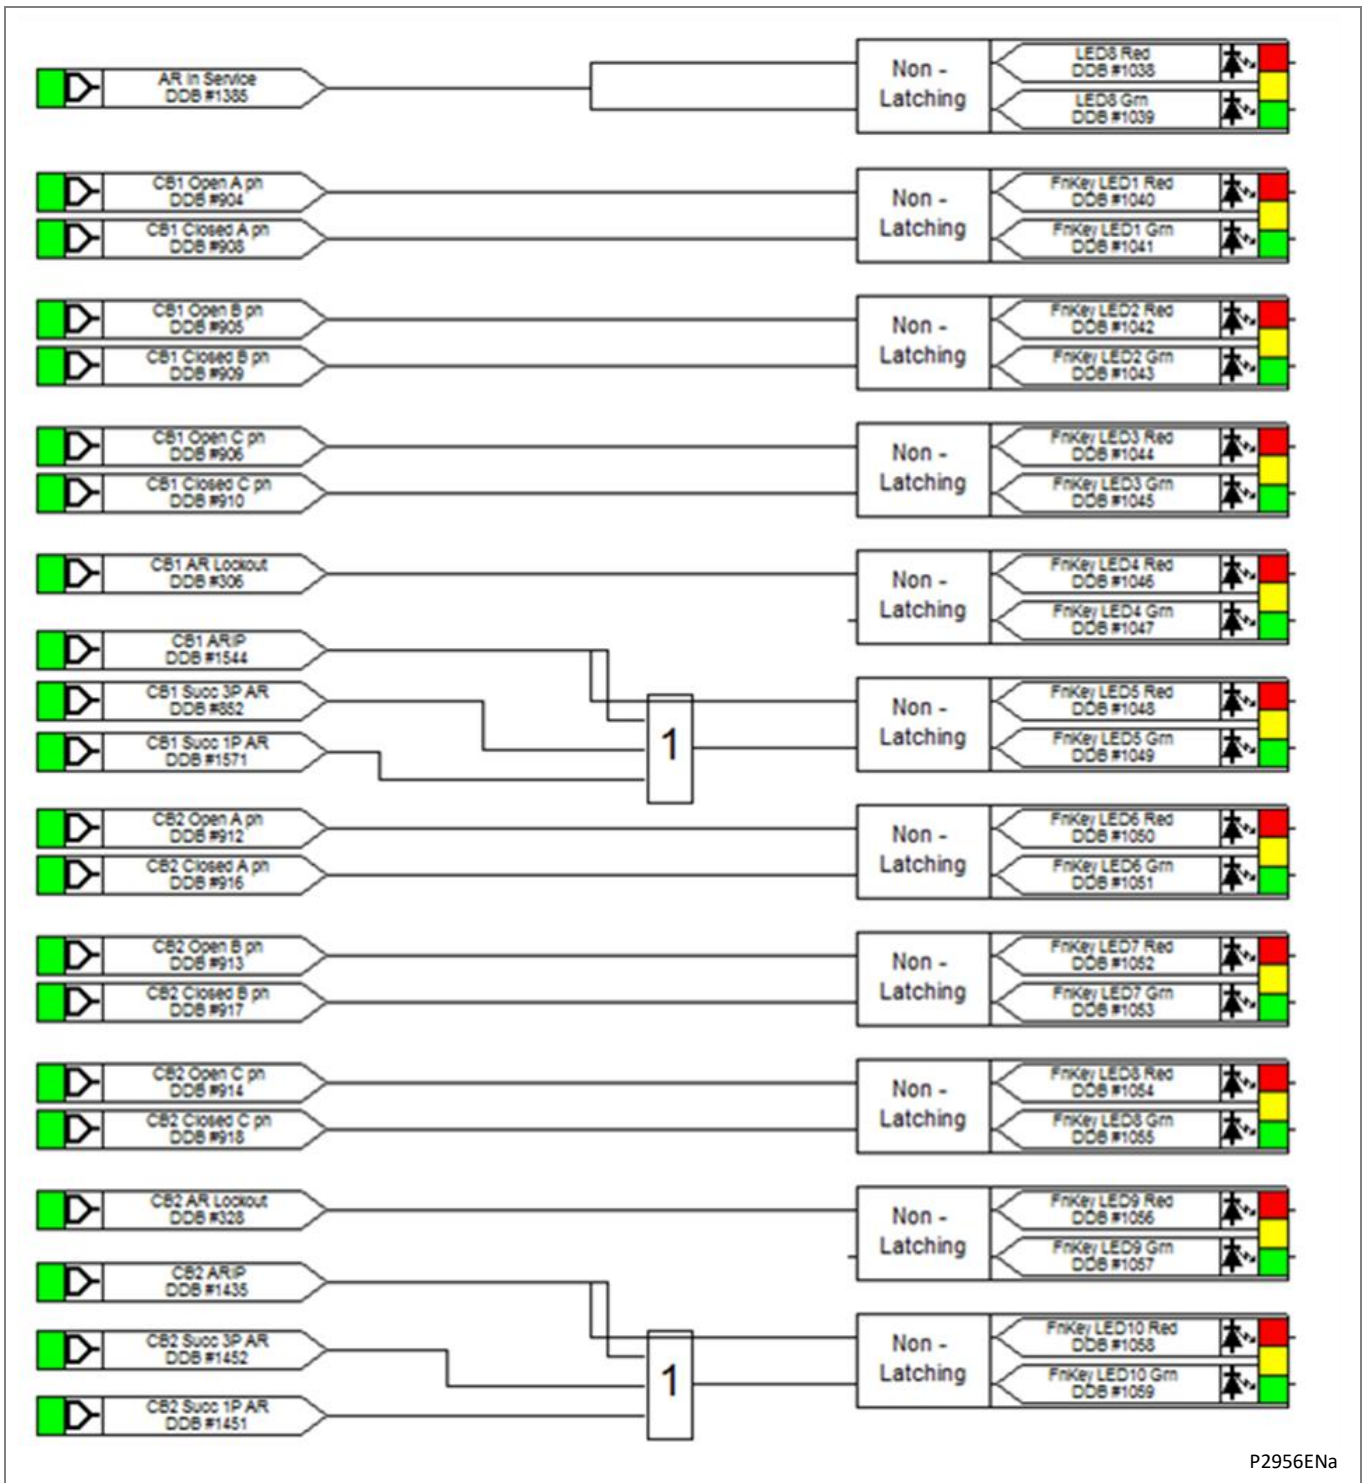 AR In Service
DDB #1385
Non -
Latching
LED8 Red
DDB #1038
LED8 Grn
DDB #1039
CB1 Open A ph
DDB #904
CB1 Closed A ph
DDB #908
Non -
Latching
FnKey LED1 Red
DDB #1040
FnKey LED1 Grn
DDB #1041
CB1 Open B ph
DDB #905
CB1 Closed B ph
DDB #909
Non -
Latching
FnKey LED2 Red
DDB #1042
FnKey LED2 Grn
DDB #1043
CB1 Open C ph
DDB #906
CB1 Closed C ph
DDB #910
Non -
Latching
FnKey LED3 Red
DDB #1044
FnKey LED3 Grn
DDB #1045
CB1 AR Lockout
DDB #306
Non -
Latching
FnKey LED4 Red
DDB #1046
FnKey LED4 Grn
DDB #1047
CB1 ARIP
DDB #1544
CB1 Succ 3P AR
DDB #852
CB1 Succ 1P AR
DDB #1571
1
Non -
Latching
FnKey LED5 Red
DDB #1048
FnKey LED5 Grn
DDB #1049
CB2 Open A ph
DDB #912
CB2 Closed A ph
DDB #916
Non -
Latching
FnKey LED6 Red
DDB #1050
FnKey LED6 Grn
DDB #1051
CB2 Open B ph
DDB #913
CB2 Closed B ph
DDB #917
Non -
Latching
FnKey LED7 Red
DDB #1052
FnKey LED7 Grn
DDB #1053
CB2 Open C ph
DDB #914
CB2 Closed C ph
DDB #918
Non -
Latching
FnKey LED8 Red
DDB #1054
FnKey LED8 Grn
DDB #1055
CB2 AR Lockout
DDB #328
Non -
Latching
FnKey LED9 Red
DDB #1056
FnKey LED9 Grn
DDB #1057
CB2 ARIP
DDB #1435
CB2 Succ 3P AR
DDB #1452
CB2 Succ 1P AR
DDB #1451
1
Non -
Latching
FnKey LED10 Red
DDB #1058
FnKey LED10 Grn
DDB #1059
P2956ENa